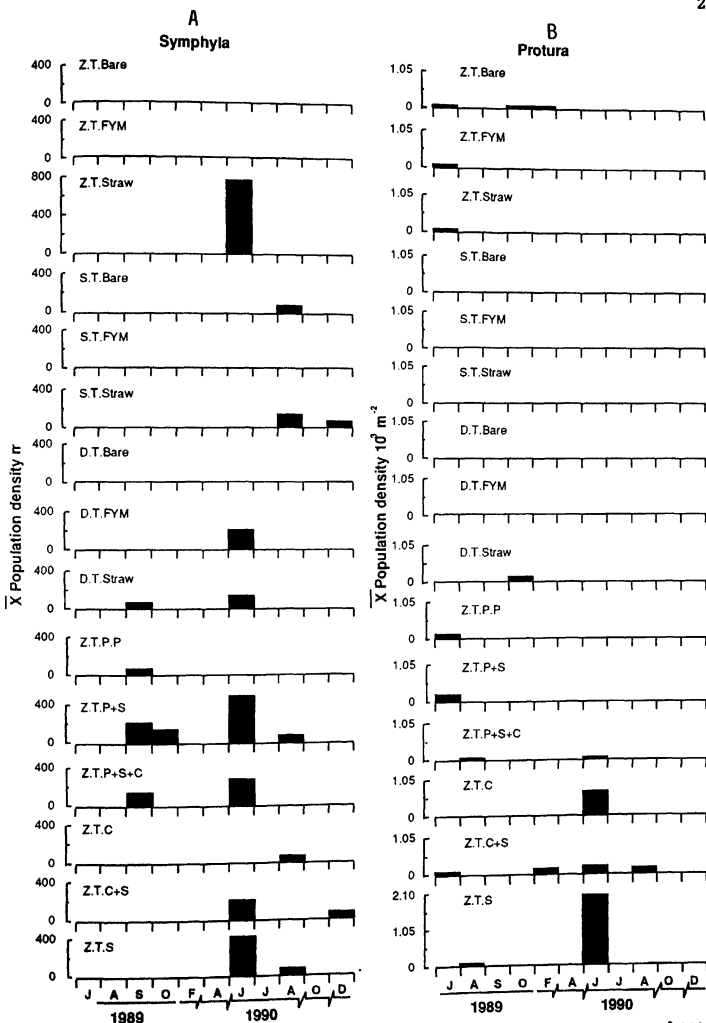 2
A
Symphyla
X Population density m
400
0
Z.T.Bare
400
0
Z.T.FYM
800
400
0
Z.T.Straw
400
0
S.T.Bare
400
0
S.T.FYM
400
0
S.T.Straw
400
0
D.T.Bare
400
0
D.T.FYM
400
0
D.T.Straw
400
0
Z.T.P.P
400
0
Z.T.P+S
400
0
Z.T.P+S+C
400
0
Z.T.C
400
0
Z.T.C+S
400
0
Z.T.S
J A S O F A J J A O D
1989 1990
B
Protura
X Population density 10³ m⁻²
1.05
0
Z.T.Bare
1.05
0
Z.T.FYM
1.05
0
Z.T.Straw
1.05
0
S.T.Bare
1.05
0
S.T.FYM
1.05
0
S.T.Straw
1.05
0
D.T.Bare
1.05
0
D.T.FYM
1.05
0
D.T.Straw
1.05
0
Z.T.P.P
1.05
0
Z.T.P+S
1.05
0
Z.T.P+S+C
1.05
0
Z.T.C
1.05
0
Z.T.C+S
2.10
1.05
0
Z.T.S
J A S O F A J J A O D
1989 1990